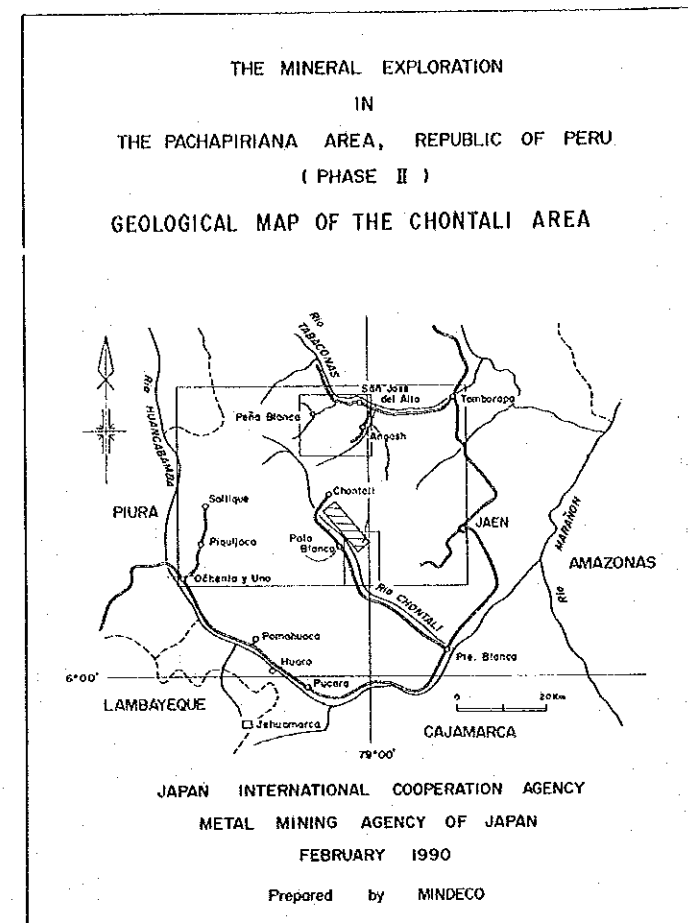 THE MINERAL EXPLORATION
IN
THE PACHAPIRIANA AREA, REPUBLIC OF PERU
( PHASE II )
GEOLOGICAL MAP OF THE CHONTALI AREA
Rio TABACONAS
Rio HUANCABAMBA
San José del Alto
Tamborapa
Peña Blanca
Angash
Chontali
Sallique
PIURA
JAEN
Piquijaca
Palo Blanco
Rio MARAÑON
AMAZONAS
Ochenta y Uno
Rio CHONTALI
Pomahuaca
Pte. Blanca
Huaro
6°00'
Pucara
0 20Km
LAMBAYEQUE
Jehuamarca
CAJAMARCA
79°00'
JAPAN INTERNATIONAL COOPERATION AGENCY
METAL MINING AGENCY OF JAPAN
FEBRUARY 1990
Prepared by MINDECO